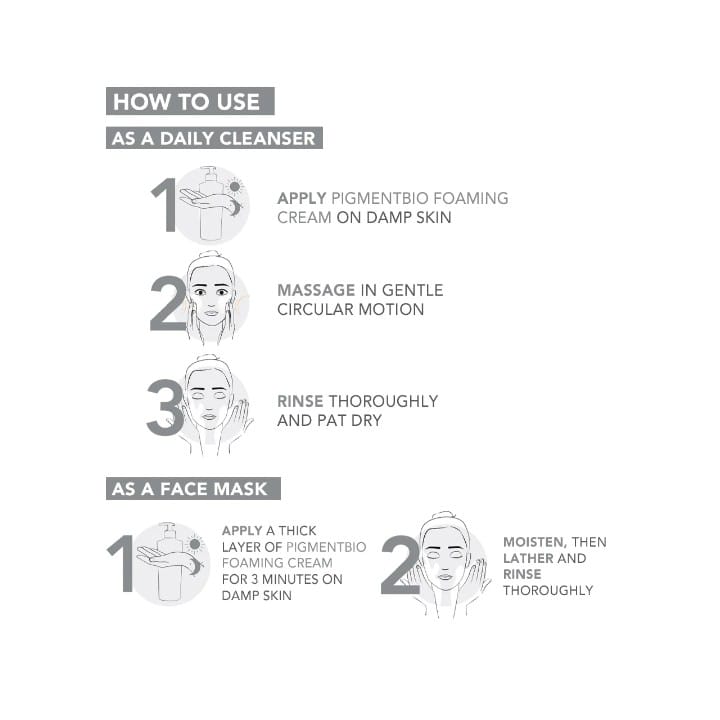 HOW TO USE
AS A DAILY CLEANSER
1
APPLY PIGMENTBIO FOAMING
CREAM ON DAMP SKIN
2
MASSAGE IN GENTLE
CIRCULAR MOTION
3
RINSE THOROUGHLY
AND PAT DRY
AS A FACE MASK
1
APPLY A THICK
LAYER OF PIGMENTBIO
FOAMING CREAM
FOR 3 MINUTES ON
DAMP SKIN
2
MOISTEN, THEN
LATHER AND
RINSE
THOROUGHLY